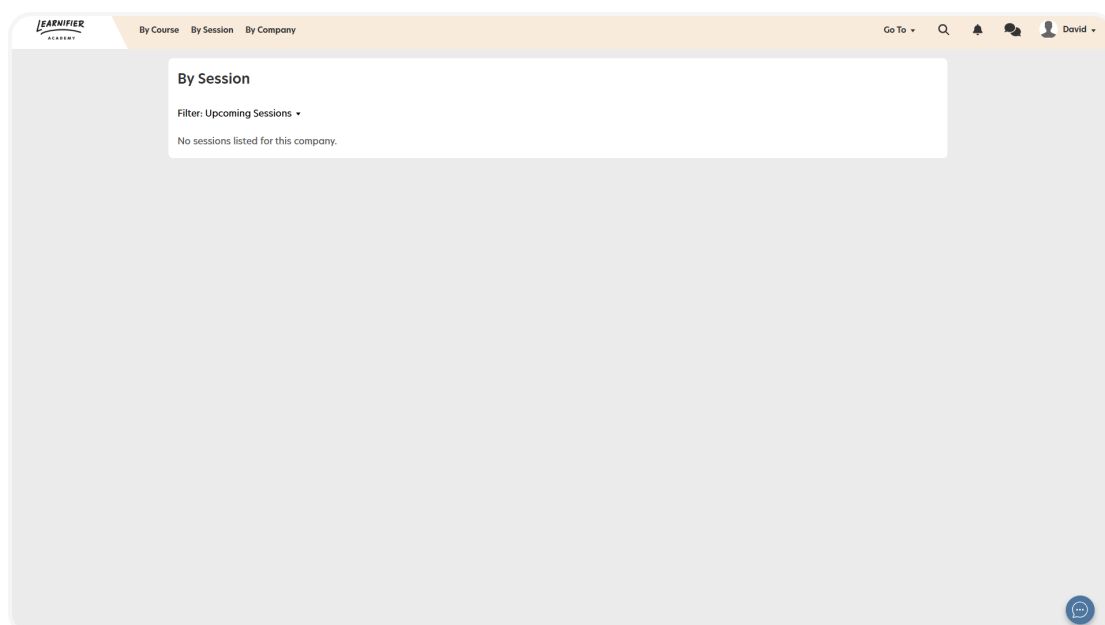 LEARNIFIER
ACADEMY
By Course By Session By Company Go To David
By Session
Filter: Upcoming Sessions
No sessions listed for this company.